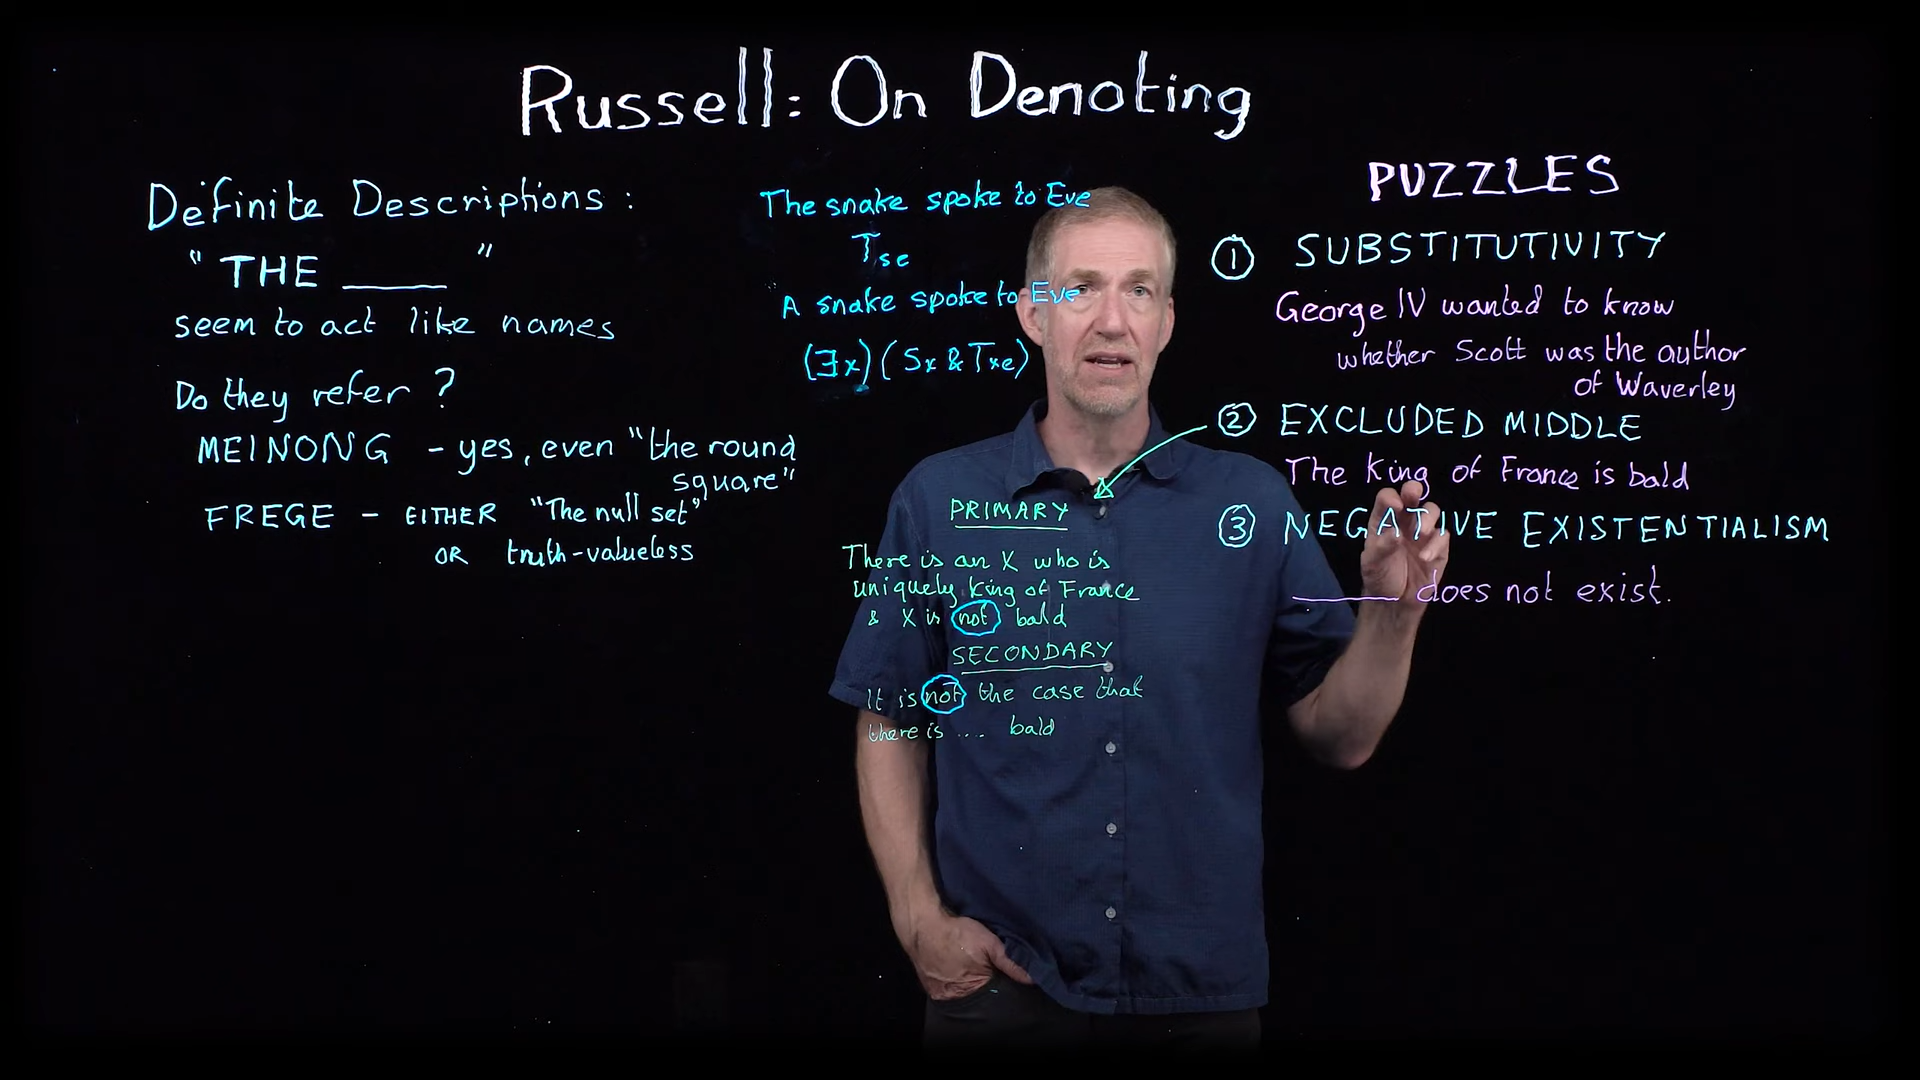 Russell: On Denoting
Definite Descriptions:
"THE ____"
seem to act like names
Do they refer?
MEINONG - yes, even "the round
square"
FREGE - EITHER "The null set"
OR truth-valueless
The snake spoke to Eve
Tse
A snake spoke to Eve
(∃x)(Sx & Txe)
PRIMARY
There is an X who is
uniquely King of France
& X is not bald
SECONDARY
It is not the case that
there is .... bald
PUZZLES
① SUBSTITUTIVITY
George IV wanted to know
whether Scott was the author
of Waverley
② EXCLUDED MIDDLE
The King of France is bald
③ NEGATIVE EXISTENTIALISM
____ does not exist.